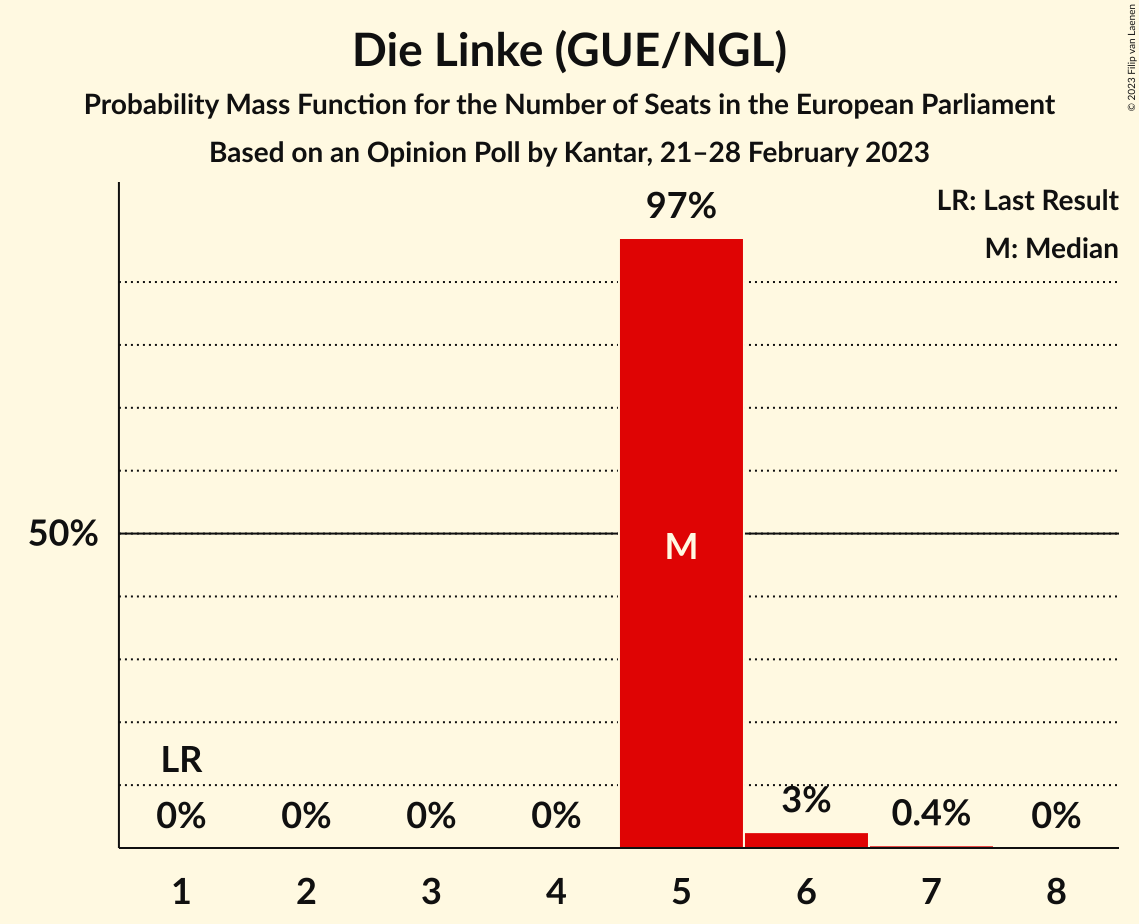 Die Linke (GUE/NGL)
Probability Mass Function for the Number of Seats in the European Parliament
Based on an Opinion Poll by Kantar, 21–28 February 2023
© 2023 Filip van Laenen
LR: Last Result
M: Median
97%
50%
M
LR
0%
0%
0%
0%
3%
0.4%
0%
1
2
3
4
5
6
7
8